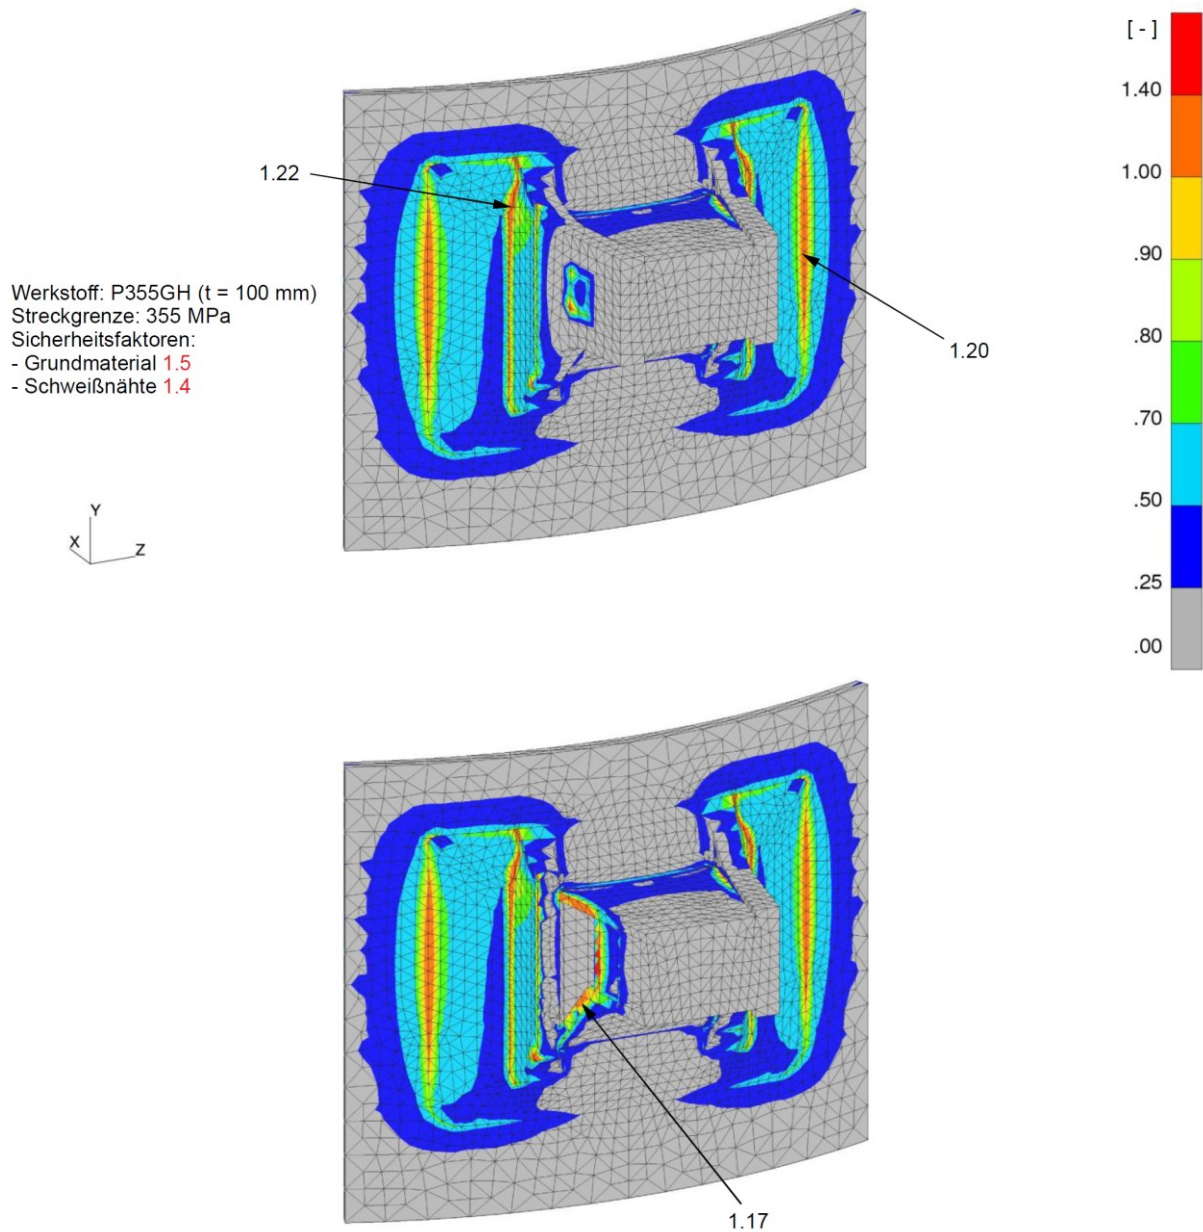 [ - ]
1.40
1.00
.90
.80
.70
.50
.25
.00
1.22
Werkstoff: P355GH (t = 100 mm)
Streckgrenze: 355 MPa
Sicherheitsfaktoren:
- Grundmaterial 1.5
- Schweißnähte 1.4
1.20
Y
X
Z
1.17